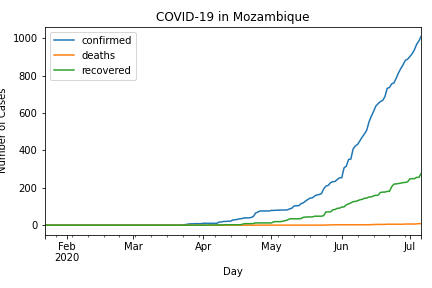 COVID-19 in Mozambique
confirmed
deaths
recovered
1000
800
600
400
200
0
Number of Cases
Feb
2020
Mar
Apr
May
Jun
Jul
Day